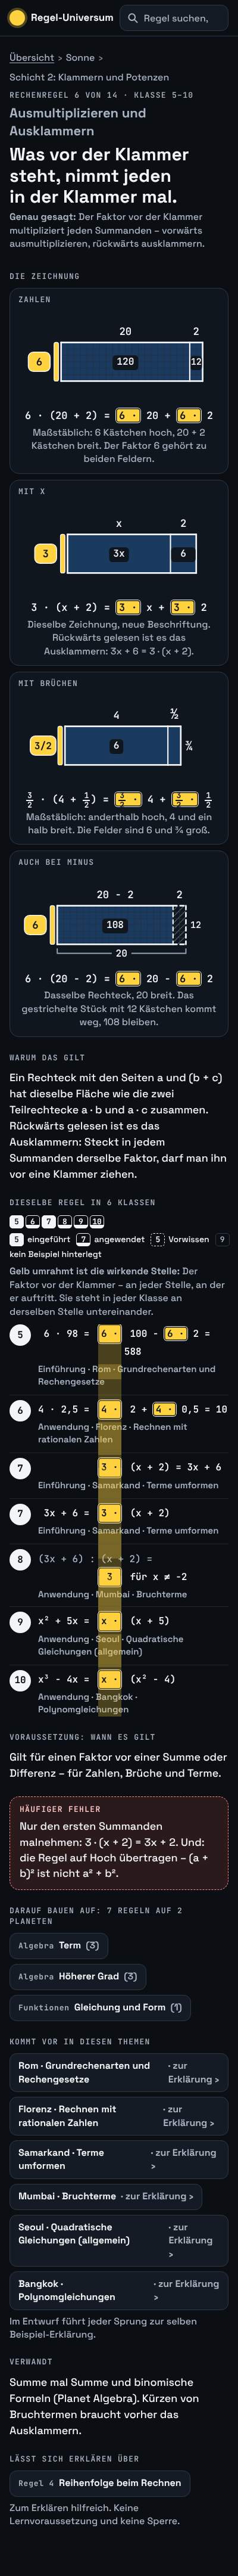 Regel-Universum
Regel suchen,
Übersicht > Sonne >
Schicht 2: Klammern und Potenzen
RECHENREGEL 6 VON 14 · KLASSE 5–10
Ausmultiplizieren und
Ausklammern
Was vor der Klammer
steht, nimmt jeden
in der Klammer mal.
Genau gesagt: Der Faktor vor der Klammer
multipliziert jeden Summanden – vorwärts
ausmultiplizieren, rückwärts ausklammern.
DIE ZEICHNUNG
ZAHLEN
20 2
6 120 12
6 · (20 + 2) = 6 · 20 + 6 · 2
Maßstäblich: 6 Kästchen hoch, 20 + 2
Kästchen breit. Der Faktor 6 gehört zu
beiden Feldern.
MIT X
x 2
3 3x 6
3 · (x + 2) = 3 · x + 3 · 2
Dieselbe Zeichnung, neue Beschriftung.
Rückwärts gelesen ist es das
Ausklammern: 3x + 6 = 3 · (x + 2).
MIT BRÜCHEN
4 ½
3/2 6 ¾
3/2 · (4 + 1/2) = 3/2 · 4 + 3/2 · 1/2
Maßstäblich: anderthalb hoch, 4 und ein
halb breit. Die Felder sind 6 und ¾ groß.
AUCH BEI MINUS
20 - 2 2
6 108 12
20
6 · (20 - 2) = 6 · 20 - 6 · 2
Dasselbe Rechteck, 20 breit. Das
gestrichelte Stück mit 12 Kästchen kommt
weg, 108 bleiben.
WARUM DAS GILT
Ein Rechteck mit den Seiten a und (b + c)
hat dieselbe Fläche wie die zwei
Teilrechtecke a · b und a · c zusammen.
Rückwärts gelesen ist es das
Ausklammern: Steckt in jedem
Summanden derselbe Faktor, darf man ihn
vor eine Klammer ziehen.
DIESELBE REGEL IN 6 KLASSEN
5 6 7 8 9 10
5 eingeführt 7 angewendet 5 Vorwissen 9
kein Beispiel hinterlegt
Gelb umrahmt ist die wirkende Stelle: Der
Faktor vor der Klammer – an jeder Stelle, an der
er auftritt. Sie steht in jeder Klasse an
derselben Stelle untereinander.
5 6 · 98 = 6 · 100 - 6 · 2 =
588
Einführung · Rom · Grundrechenarten und
Rechengesetze
6 4 · 2,5 = 4 · 2 + 4 · 0,5 = 10
Anwendung · Florenz · Rechnen mit
rationalen Zahlen
7 3 · (x + 2) = 3x + 6
Einführung · Samarkand · Terme umformen
7 3x + 6 = 3 · (x + 2)
Einführung · Samarkand · Terme umformen
8 (3x + 6) : (x + 2) =
3 für x ≠ -2
Anwendung · Mumbai · Bruchterme
9 x² + 5x = x · (x + 5)
Anwendung · Seoul · Quadratische
Gleichungen (allgemein)
10 x³ - 4x = x · (x² - 4)
Anwendung · Bangkok ·
Polynomgleichungen
VORAUSSETZUNG: WANN ES GILT
Gilt für einen Faktor vor einer Summe oder
Differenz – für Zahlen, Brüche und Terme.
HÄUFIGER FEHLER
Nur den ersten Summanden
malnehmen: 3 · (x + 2) = 3x + 2. Und:
die Regel auf Hoch übertragen – (a +
b)² ist nicht a² + b².
DARAUF BAUEN AUF: 7 REGELN AUF 2
PLANETEN
Algebra Term (3)
Algebra Höherer Grad (3)
Funktionen Gleichung und Form (1)
KOMMT VOR IN DIESEN THEMEN
Rom · Grundrechenarten und
Rechengesetze · zur
Erklärung >
Florenz · Rechnen mit
rationalen Zahlen · zur
Erklärung >
Samarkand · Terme
umformen · zur Erklärung
>
Mumbai · Bruchterme · zur Erklärung >
Seoul · Quadratische
Gleichungen (allgemein) · zur
Erklärung
>
Bangkok ·
Polynomgleichungen · zur Erklärung
>
Im Entwurf führt jeder Sprung zur selben
Beispiel-Erklärung.
VERWANDT
Summe mal Summe und binomische
Formeln (Planet Algebra). Kürzen von
Bruchtermen braucht vorher das
Ausklammern.
LÄSST SICH ERKLÄREN ÜBER
Regel 4 Reihenfolge beim Rechnen
Zum Erklären hilfreich. Keine
Lernvoraussetzung und keine Sperre.